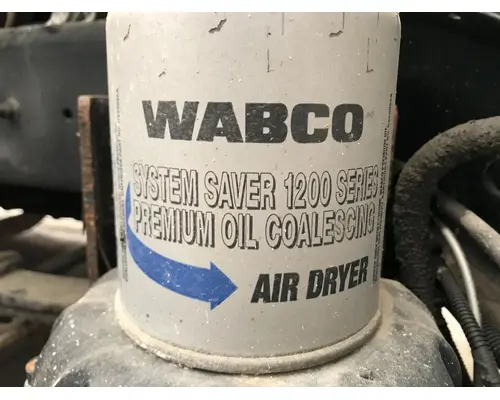 WABCO
SYSTEM SAVER 1200 SERIES
PREMIUM OIL COALESCING
AIR DRYER